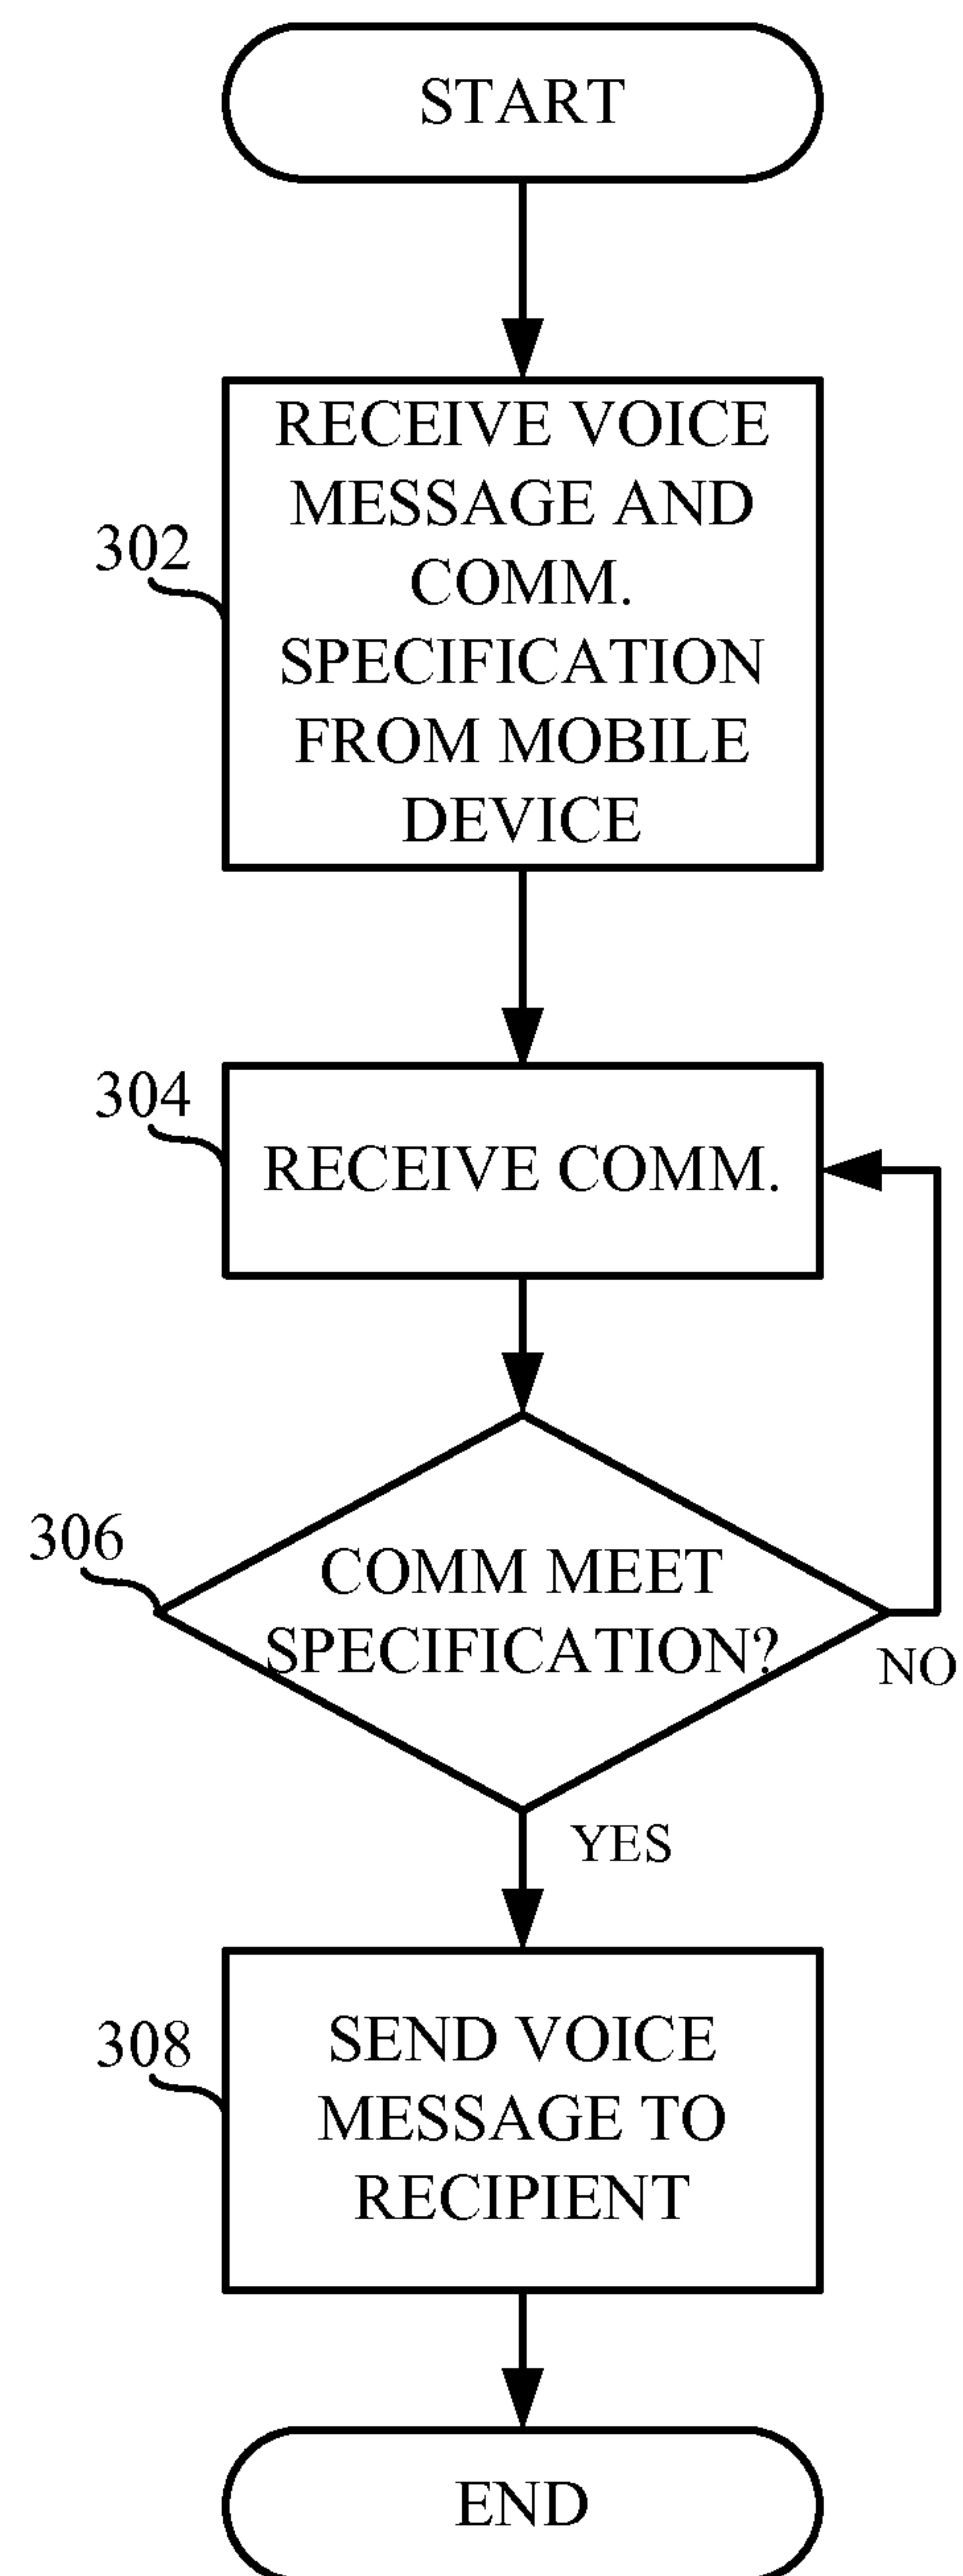 START
RECEIVE VOICE
MESSAGE AND
COMM.
SPECIFICATION
FROM MOBILE
DEVICE
302
304
RECEIVE COMM.
306
COMM MEET
SPECIFICATION?
NO
YES
308
SEND VOICE
MESSAGE TO
RECIPIENT
END